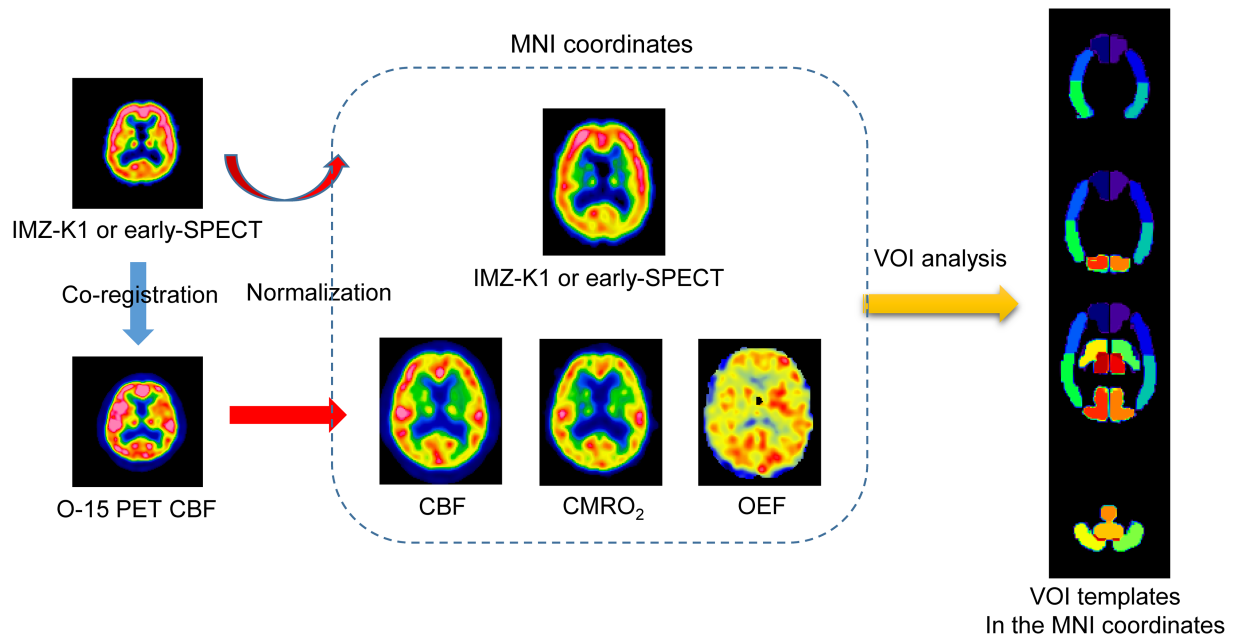 MNI coordinates
IMZ-K1 or early-SPECT
Co-registration
Normalization
O-15 PET CBF
IMZ-K1 or early-SPECT
CBF
CMRO₂
OEF
VOI analysis
VOI templates
In the MNI coordinates